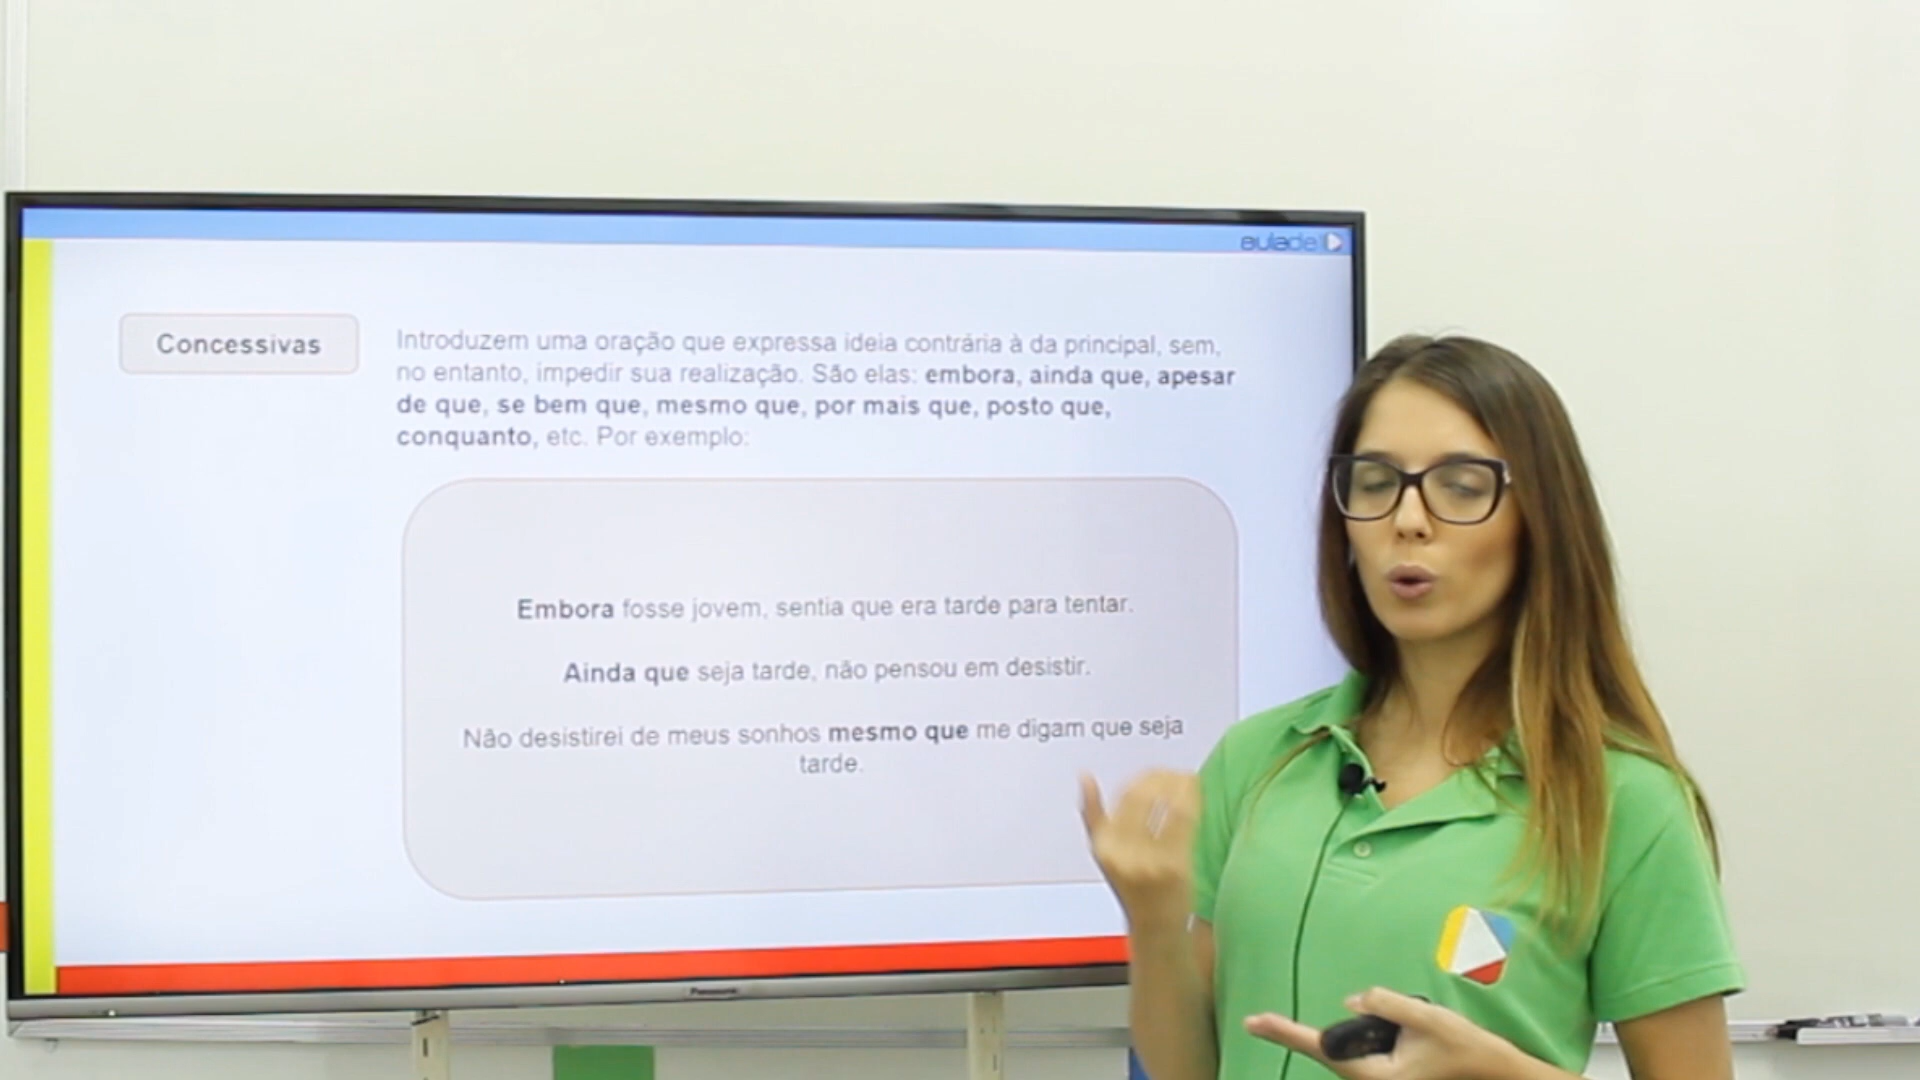 aulade
Concessivas
Introduzem uma oração que expressa ideia contrária à da principal, sem,
no entanto, impedir sua realização. São elas: embora, ainda que, apesar
de que, se bem que, mesmo que, por mais que, posto que,
conquanto, etc. Por exemplo:
Embora fosse jovem, sentia que era tarde para tentar.
Ainda que seja tarde, não pensou em desistir.
Não desistirei de meus sonhos mesmo que me digam que seja
tarde.
Panasonic